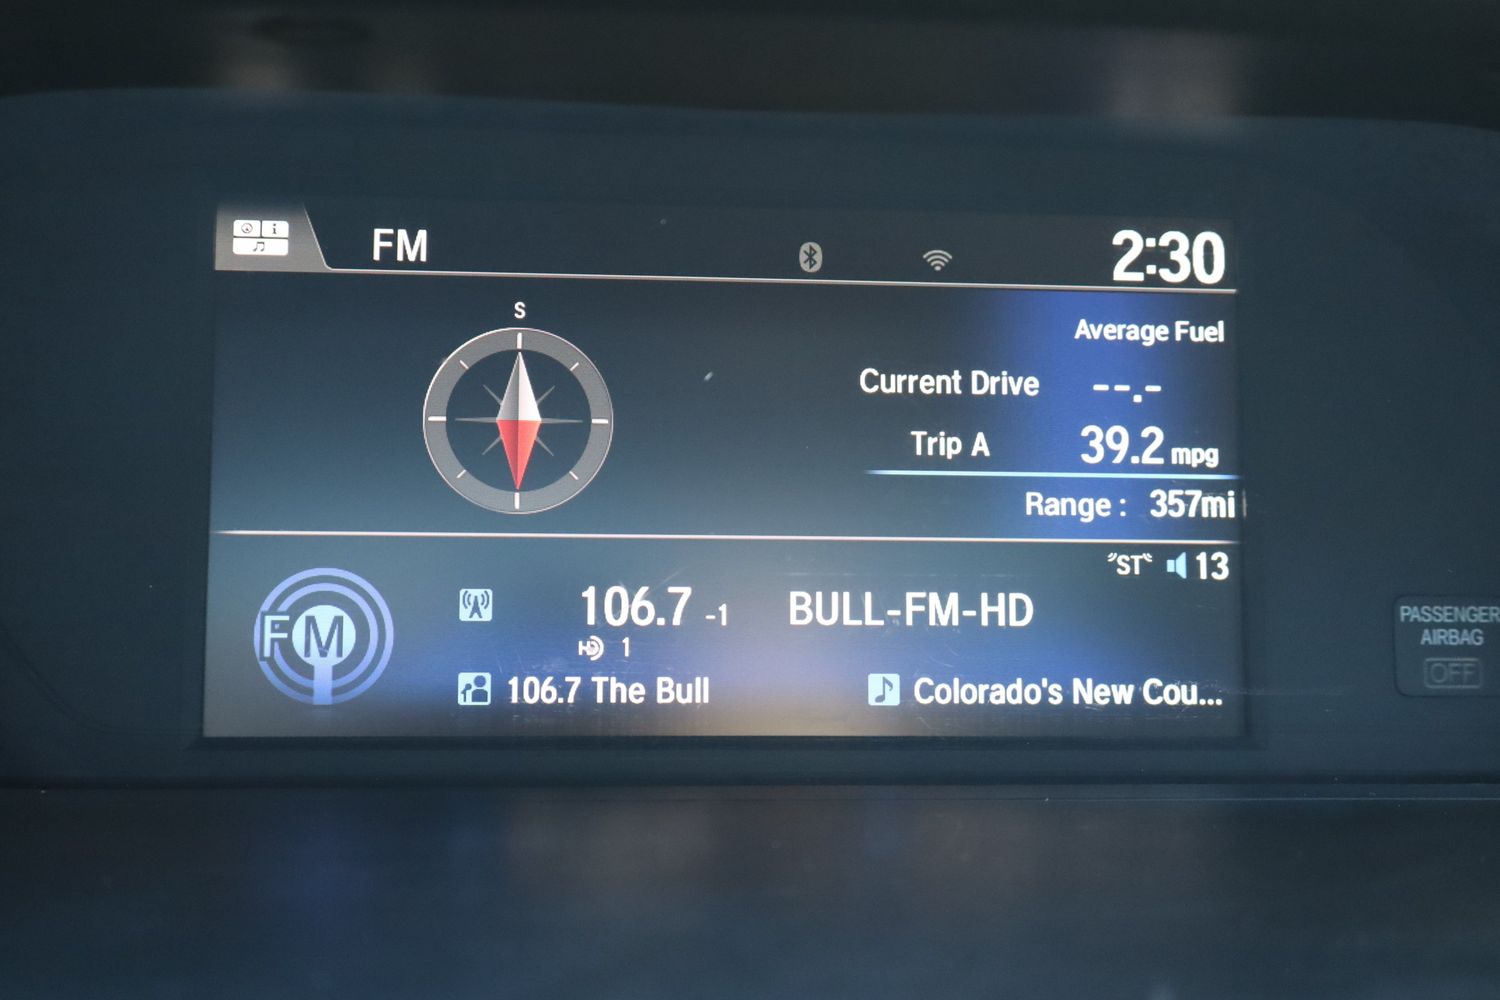 FM
2:30
S
Average Fuel
Current Drive --.-
Trip A 39.2 mpg
Range : 357mi
"ST" 13
FM
106.7 -1 BULL-FM-HD
HD 1
106.7 The Bull
Colorado's New Cou...
PASSENGER
AIRBAG
OFF